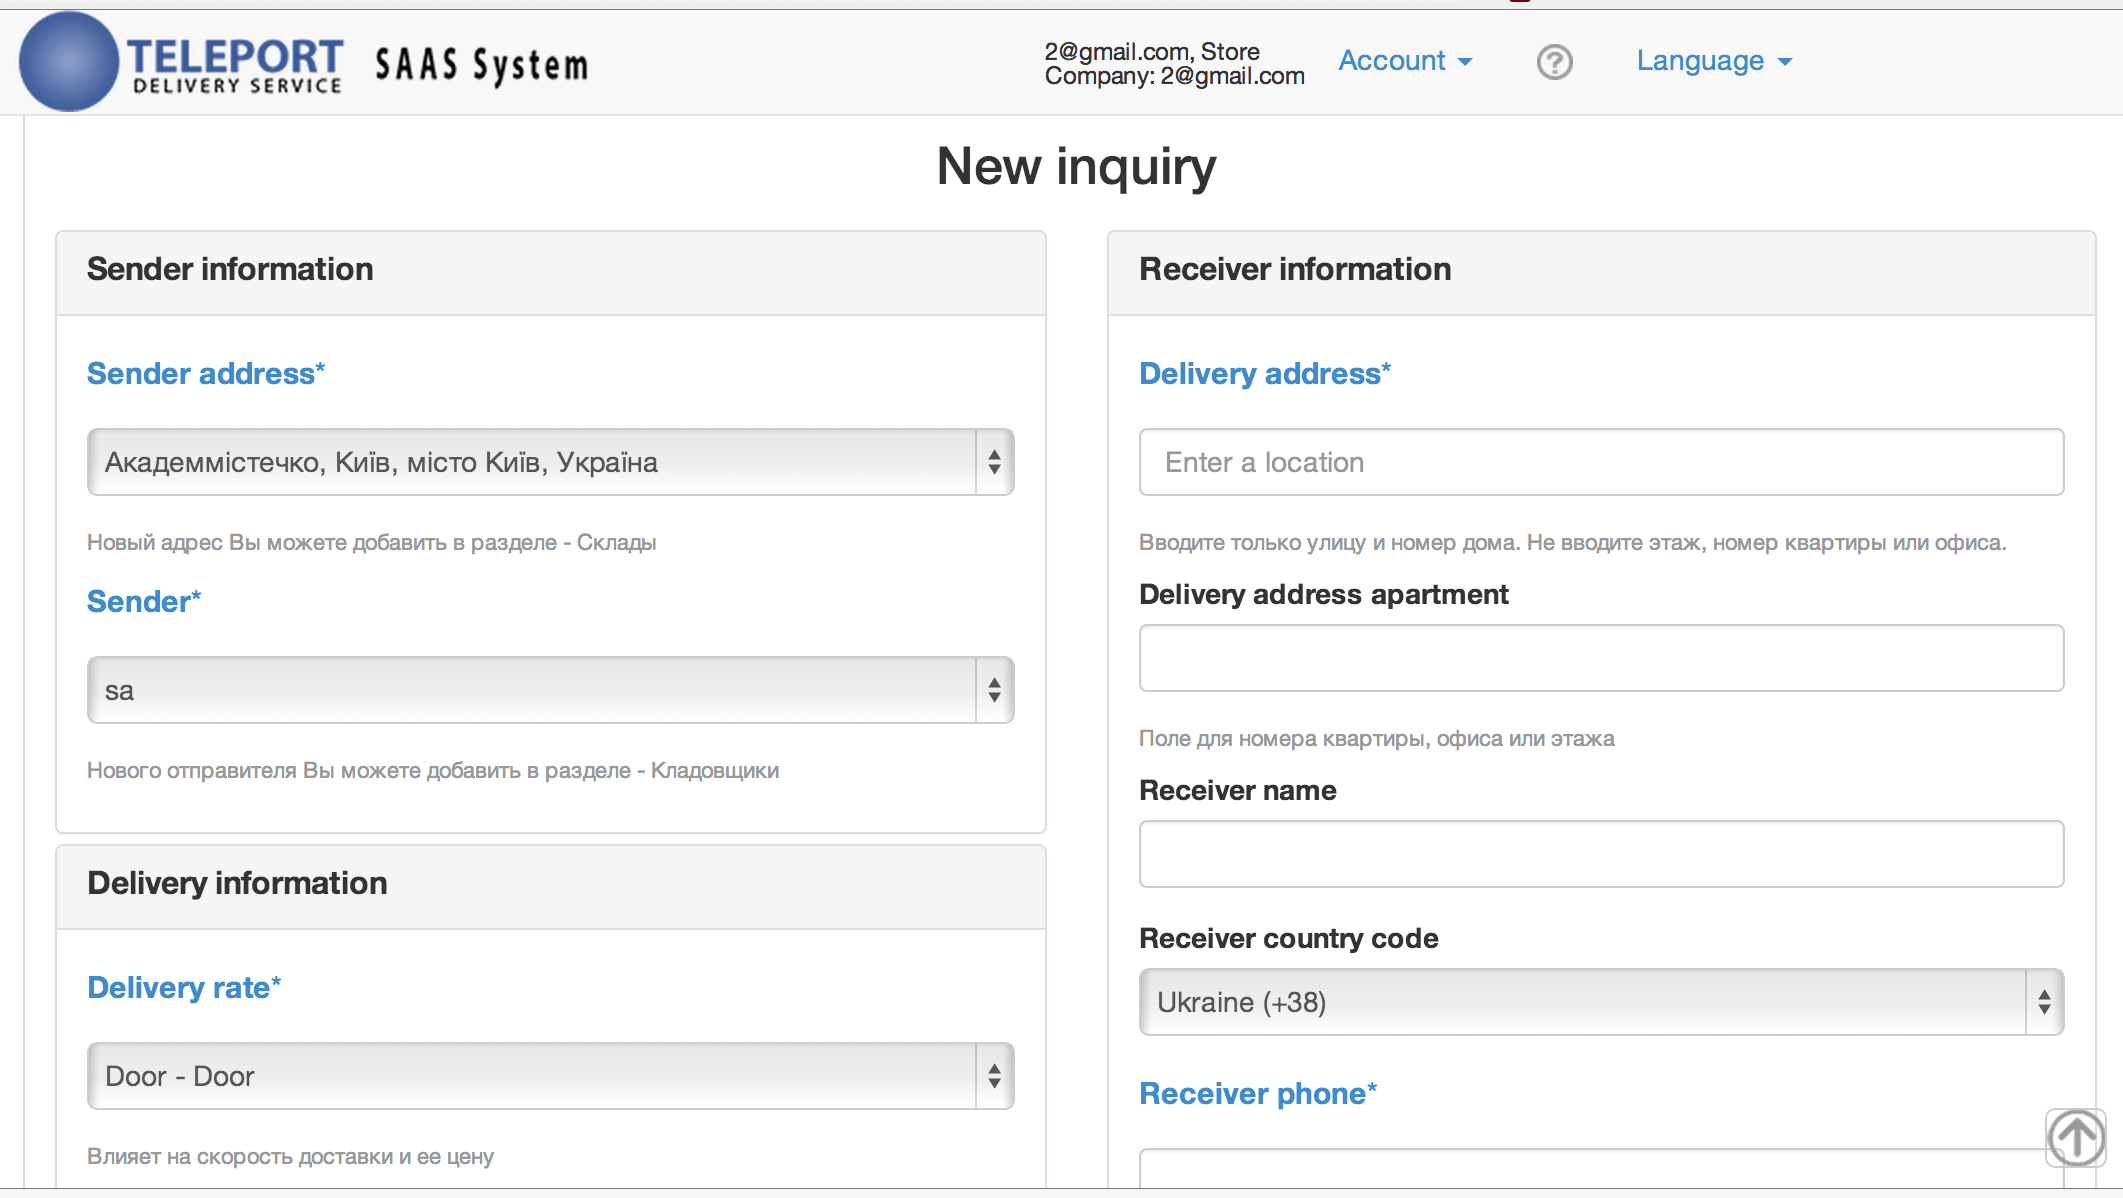 TELEPORT
DELIVERY SERVICE
SAAS System
2@gmail.com, Store
Company: 2@gmail.com
Account
?
Language
New inquiry
Sender information
Sender address*
Академмістечко, Київ, місто Київ, Україна
Новый адрес Вы можете добавить в разделе - Склады
Sender*
sa
Нового отправителя Вы можете добавить в разделе - Кладовщики
Delivery information
Delivery rate*
Door - Door
Влияет на скорость доставки и ее цену
Receiver information
Delivery address*
Enter a location
Вводите только улицу и номер дома. Не вводите этаж, номер квартиры или офиса.
Delivery address apartment
Поле для номера квартиры, офиса или этажа
Receiver name
Receiver country code
Ukraine (+38)
Receiver phone*